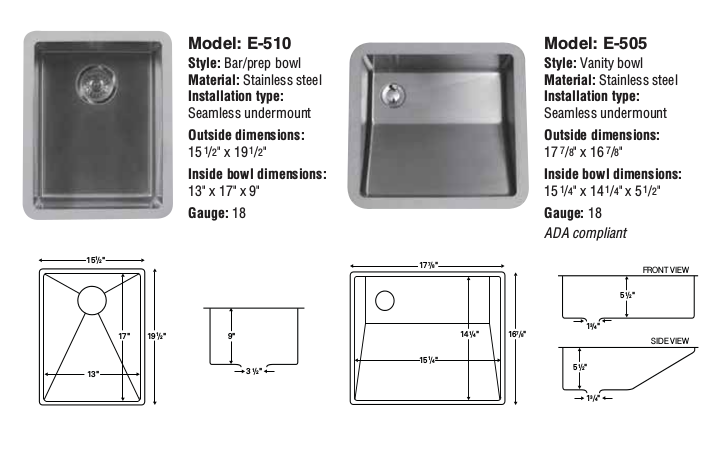 Model: E-510
Style: Bar/prep bowl
Material: Stainless steel
Installation type:
Seamless undermount
Outside dimensions:
15 1/2" x 19 1/2"
Inside bowl dimensions:
13" x 17" x 9"
Gauge: 18
Model: E-505
Style: Vanity bowl
Material: Stainless steel
Installation type:
Seamless undermount
Outside dimensions:
17 7/8" x 16 7/8"
Inside bowl dimensions:
15 1/4" x 14 1/4" x 5 1/2"
Gauge: 18
ADA compliant
15½"
17"
19½"
13"
9"
3 ½"
17⅞"
14¼"
16⅞"
15¼"
FRONT VIEW
5½"
1¾"
SIDE VIEW
5½"
1¾"